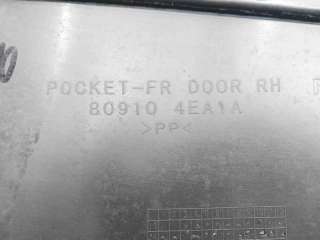 POCKET-FR DOOR RH
80910 4EA1A
>PP<